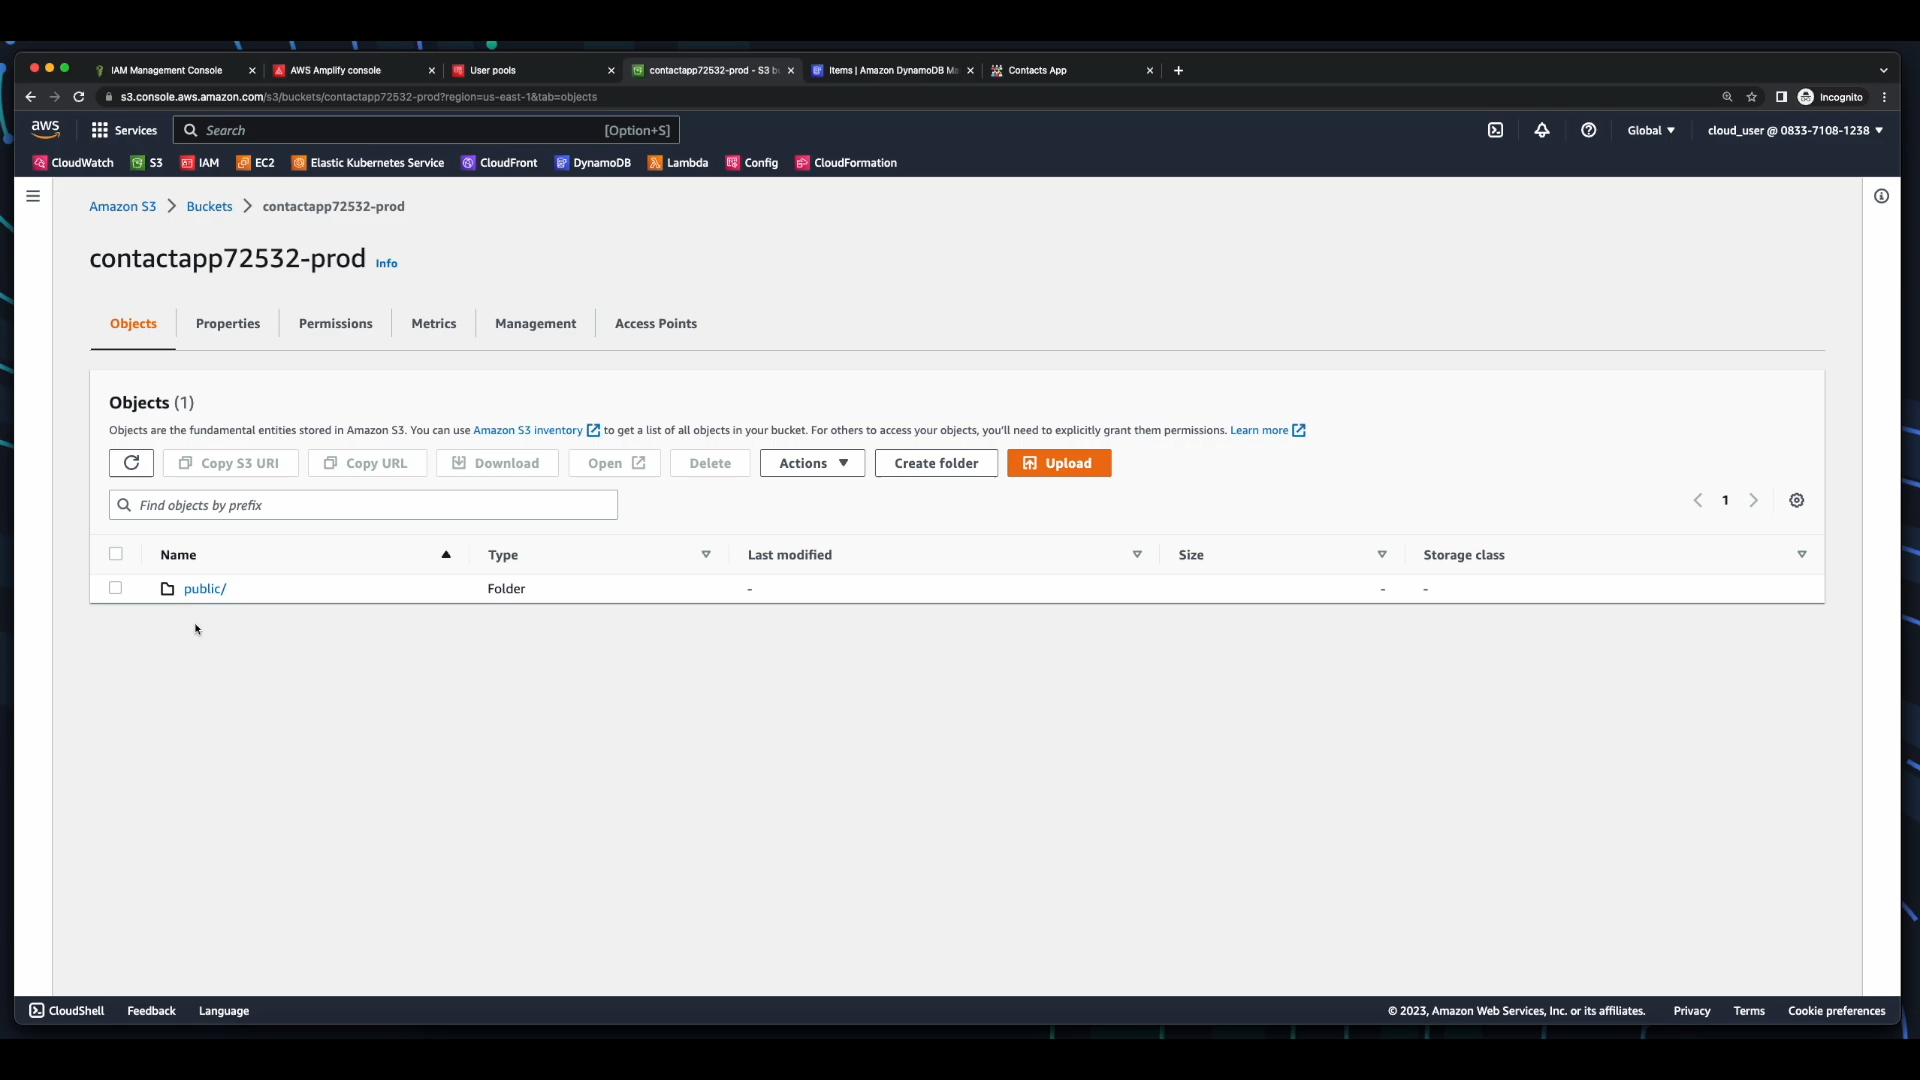 IAM Management Console
AWS Amplify console
User pools
contactapp72532-prod - S3 b
Items | Amazon DynamoDB Ma
Contacts App
s3.console.aws.amazon.com/s3/buckets/contactapp72532-prod?region=us-east-1&tab=objects
Incognito
aws
Services
Search
[Option+S]
Global
cloud_user @ 0833-7108-1238
CloudWatch
S3
IAM
EC2
Elastic Kubernetes Service
CloudFront
DynamoDB
Lambda
Config
CloudFormation
Amazon S3 > Buckets > contactapp72532-prod
contactapp72532-prod Info
Objects
Properties
Permissions
Metrics
Management
Access Points
Objects (1)
Objects are the fundamental entities stored in Amazon S3. You can use Amazon S3 inventory to get a list of all objects in your bucket. For others to access your objects, you'll need to explicitly grant them permissions. Learn more
Copy S3 URI
Copy URL
Download
Open
Delete
Actions
Create folder
Upload
Find objects by prefix
1
Name
Type
Last modified
Size
Storage class
public/
Folder
-
-
-
CloudShell
Feedback
Language
© 2023, Amazon Web Services, Inc. or its affiliates.
Privacy
Terms
Cookie preferences